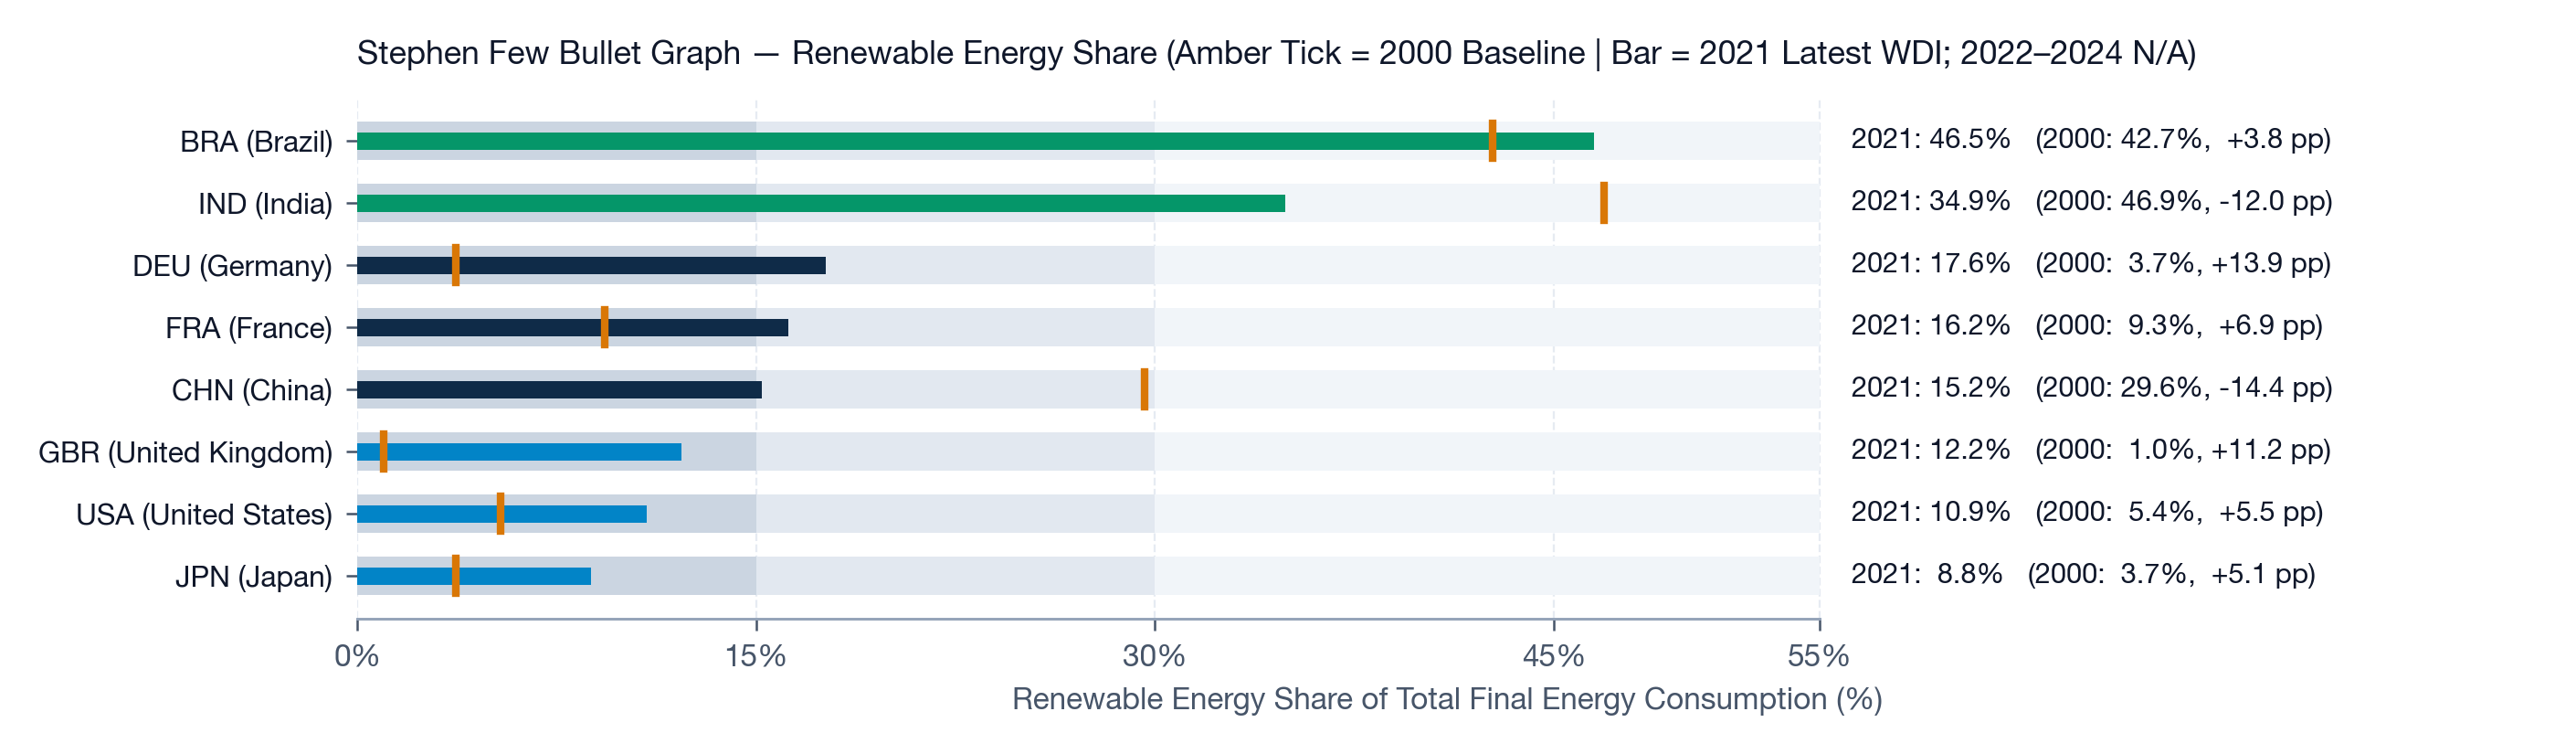 Stephen Few Bullet Graph — Renewable Energy Share (Amber Tick = 2000 Baseline | Bar = 2021 Latest WDI; 2022–2024 N/A)
BRA (Brazil) 2021: 46.5% (2000: 42.7%, +3.8 pp)
IND (India) 2021: 34.9% (2000: 46.9%, -12.0 pp)
DEU (Germany) 2021: 17.6% (2000: 3.7%, +13.9 pp)
FRA (France) 2021: 16.2% (2000: 9.3%, +6.9 pp)
CHN (China) 2021: 15.2% (2000: 29.6%, -14.4 pp)
GBR (United Kingdom) 2021: 12.2% (2000: 1.0%, +11.2 pp)
USA (United States) 2021: 10.9% (2000: 5.4%, +5.5 pp)
JPN (Japan) 2021: 8.8% (2000: 3.7%, +5.1 pp)
0% 15% 30% 45% 55%
Renewable Energy Share of Total Final Energy Consumption (%)